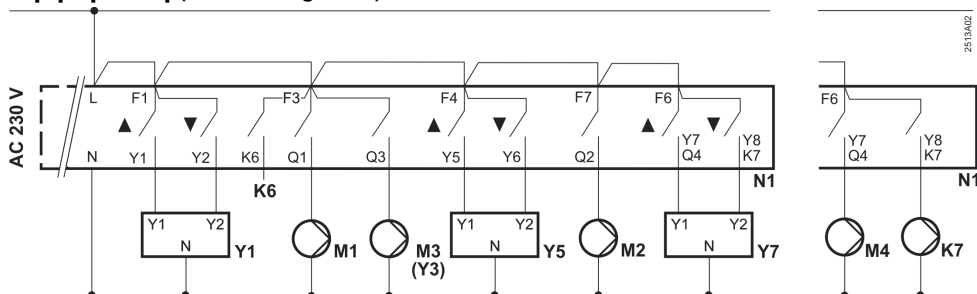 2513A02
AC 230 V
L F1 F3 F4 F7 F6 F6
▲ ▼ ▲ ▼ ▲ ▼
Y7 Y8 Y7 Y8
N Y1 Y2 K6 Q1 Q3 Y5 Y6 Q2 Q4 K7 Q4 K7
K6 N1 N1
Y1 Y2 Y1 Y2 Y1 Y2
N Y1 M1 M3 N Y5 M2 N Y7 M4 K7
(Y3)